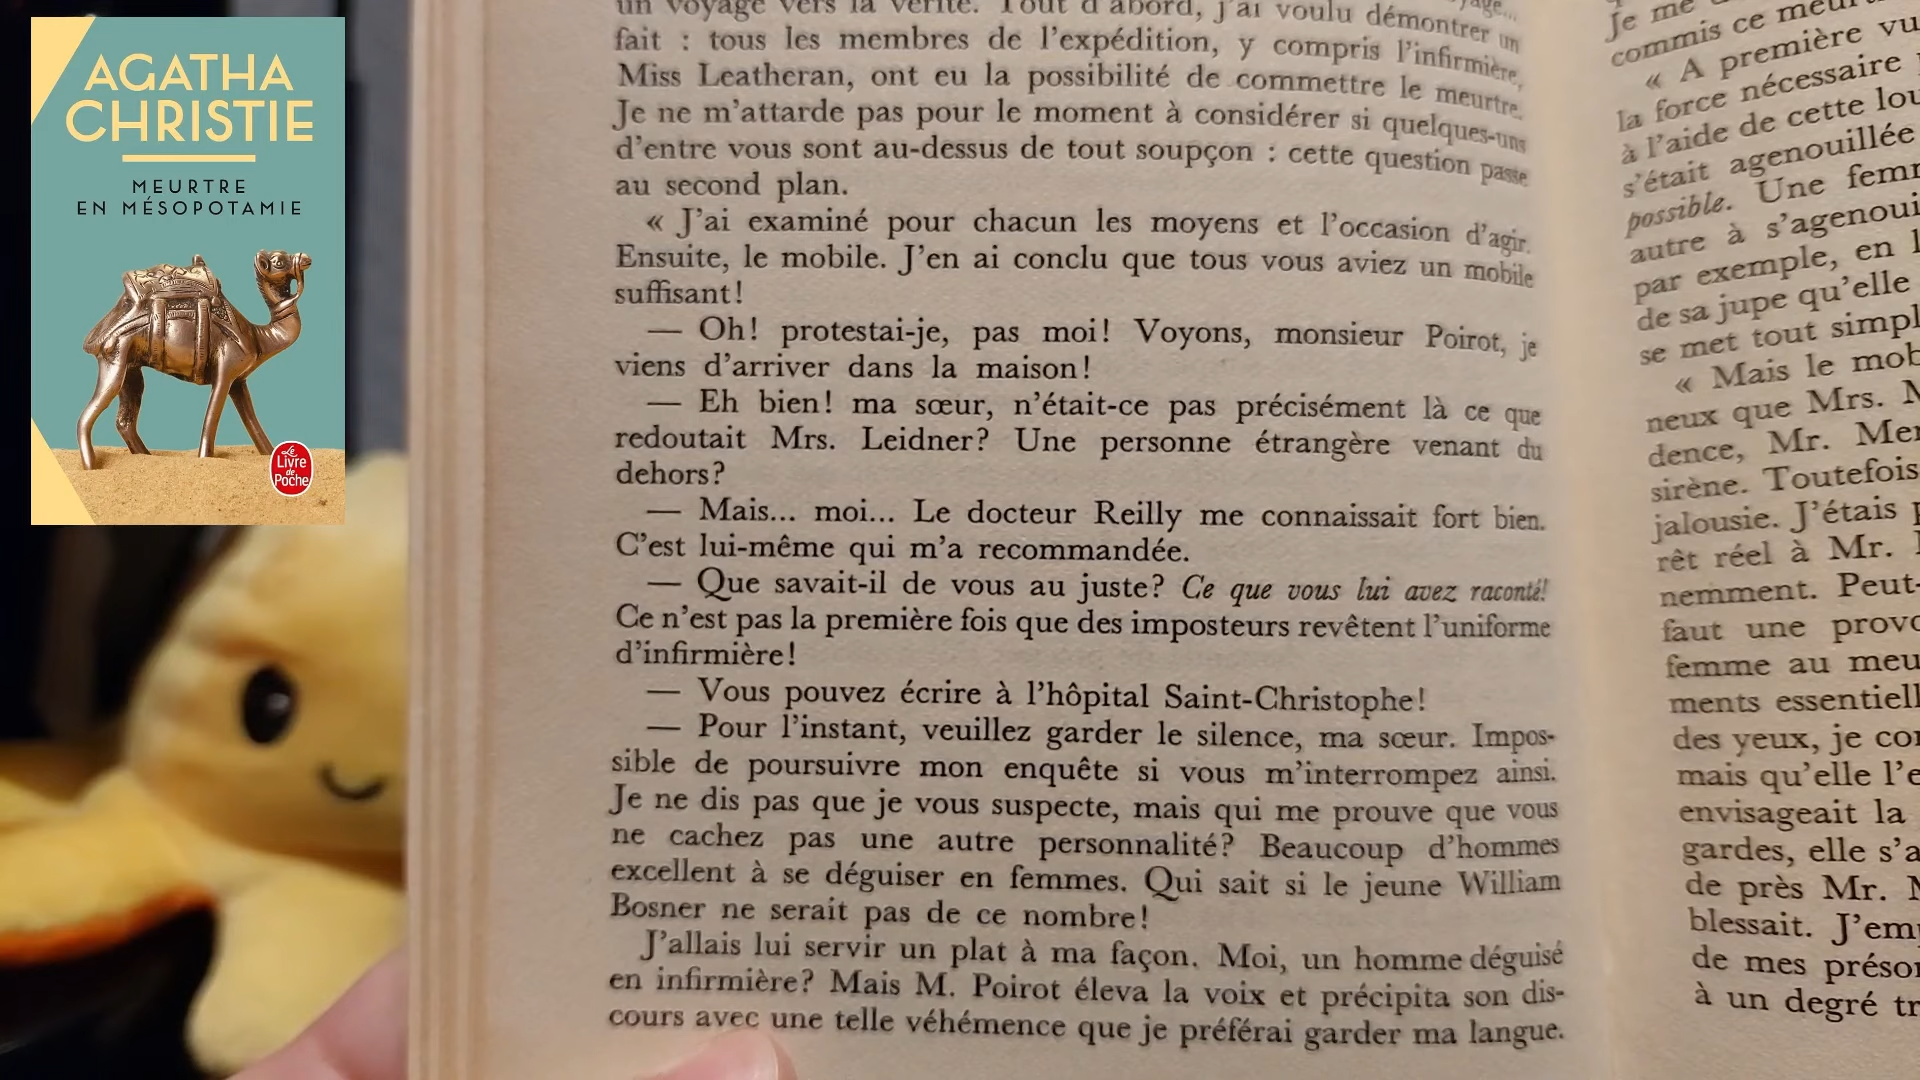 AGATHA
CHRISTIE
MEURTRE
EN MÉSOPOTAMIE
Le
Livre
de
Poche
un voyage vers la vérité. Tout d'abord, j'ai voulu démontrer un
fait : tous les membres de l'expédition, y compris l'infirmière,
Miss Leatheran, ont eu la possibilité de commettre le meurtre.
Je ne m'attarde pas pour le moment à considérer si quelques-uns
d'entre vous sont au-dessus de tout soupçon : cette question passe
au second plan.
« J'ai examiné pour chacun les moyens et l'occasion d'agir.
Ensuite, le mobile. J'en ai conclu que tous vous aviez un mobile
suffisant!
— Oh! protestai-je, pas moi! Voyons, monsieur Poirot, je
viens d'arriver dans la maison!
— Eh bien! ma sœur, n'était-ce pas précisément là ce que
redoutait Mrs. Leidner? Une personne étrangère venant du
dehors?
— Mais... moi... Le docteur Reilly me connaissait fort bien.
C'est lui-même qui m'a recommandée.
— Que savait-il de vous au juste? Ce que vous lui avez raconté!
Ce n'est pas la première fois que des imposteurs revêtent l'uniforme
d'infirmière!
— Vous pouvez écrire à l'hôpital Saint-Christophe!
— Pour l'instant, veuillez garder le silence, ma sœur. Impos-
sible de poursuivre mon enquête si vous m'interrompez ainsi.
Je ne dis pas que je vous suspecte, mais qui me prouve que vous
ne cachez pas une autre personnalité? Beaucoup d'hommes
excellent à se déguiser en femmes. Qui sait si le jeune William
Bosner ne serait pas de ce nombre!
J'allais lui servir un plat à ma façon. Moi, un homme déguisé
en infirmière? Mais M. Poirot éleva la voix et précipita son dis-
cours avec une telle véhémence que je préférai garder ma langue.
Je me
commis ce
« A première
la force nécessaire
à l'aide de cette
s'était agenouillée
possible. Une
autre à
par exemple, en
de sa jupe qu'elle
se met tout
« Mais le
neux que Mrs.
dence, Mr.
sirène. Toutefois
jalousie. J'étais
rêt réel à Mr.
nemment.
faut une
femme au
ments
des yeux, je
mais qu'elle
envisageait la
gardes, elle
de près Mr.
blessait.
de mes
à un degré